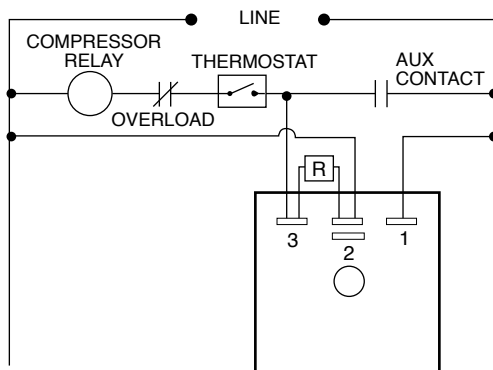 LINE
COMPRESSOR
RELAY
THERMOSTAT
AUX
CONTACT
OVERLOAD
R
3
2
1